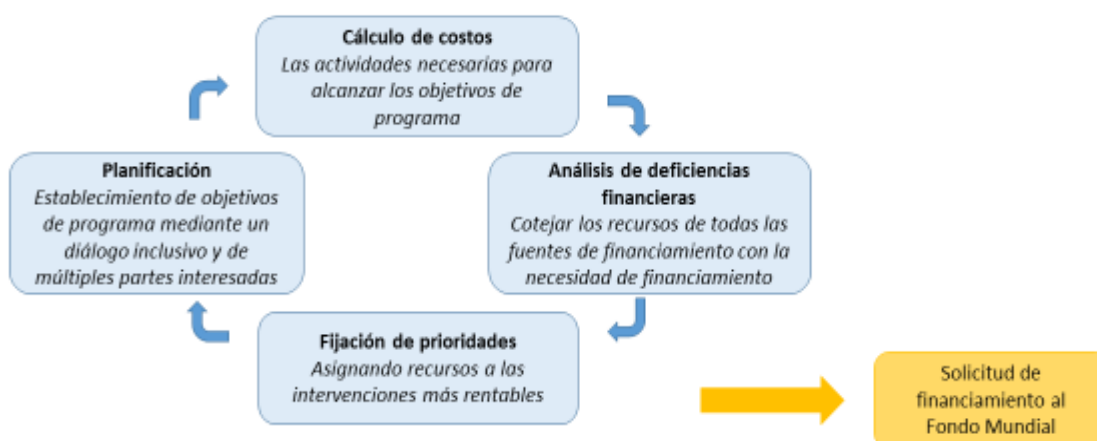 Cálculo de costos
Las actividades necesarias para
alcanzar los objetivos de
programa
Planificación
Establecimiento de objetivos
de programa mediante un
diálogo inclusivo y de
múltiples partes interesadas
Análisis de deficiencias
financieras
Cotejar los recursos de todas las
fuentes de financiamiento con la
necesidad de financiamiento
Fijación de prioridades
Asignando recursos a las
intervenciones más rentables
Solicitud de
financiamiento al
Fondo Mundial